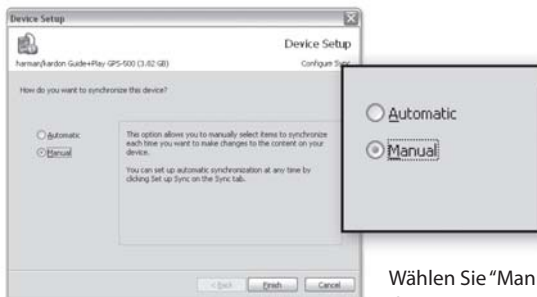 Device Setup
Device Setup
harman/kardon Guide+Play GPS-500 (3.02 GB)
Configure Sync
How do you want to synchronize this device?
Automatic
Manual
This option allows you to manually select items to synchronize
each time you want to make changes to the content on your
device.
You can set up automatic synchronization at any time by
clicking Set up Sync on the Sync tab.
< Back
Finish
Cancel
Automatic
Manual
Wählen Sie “Man